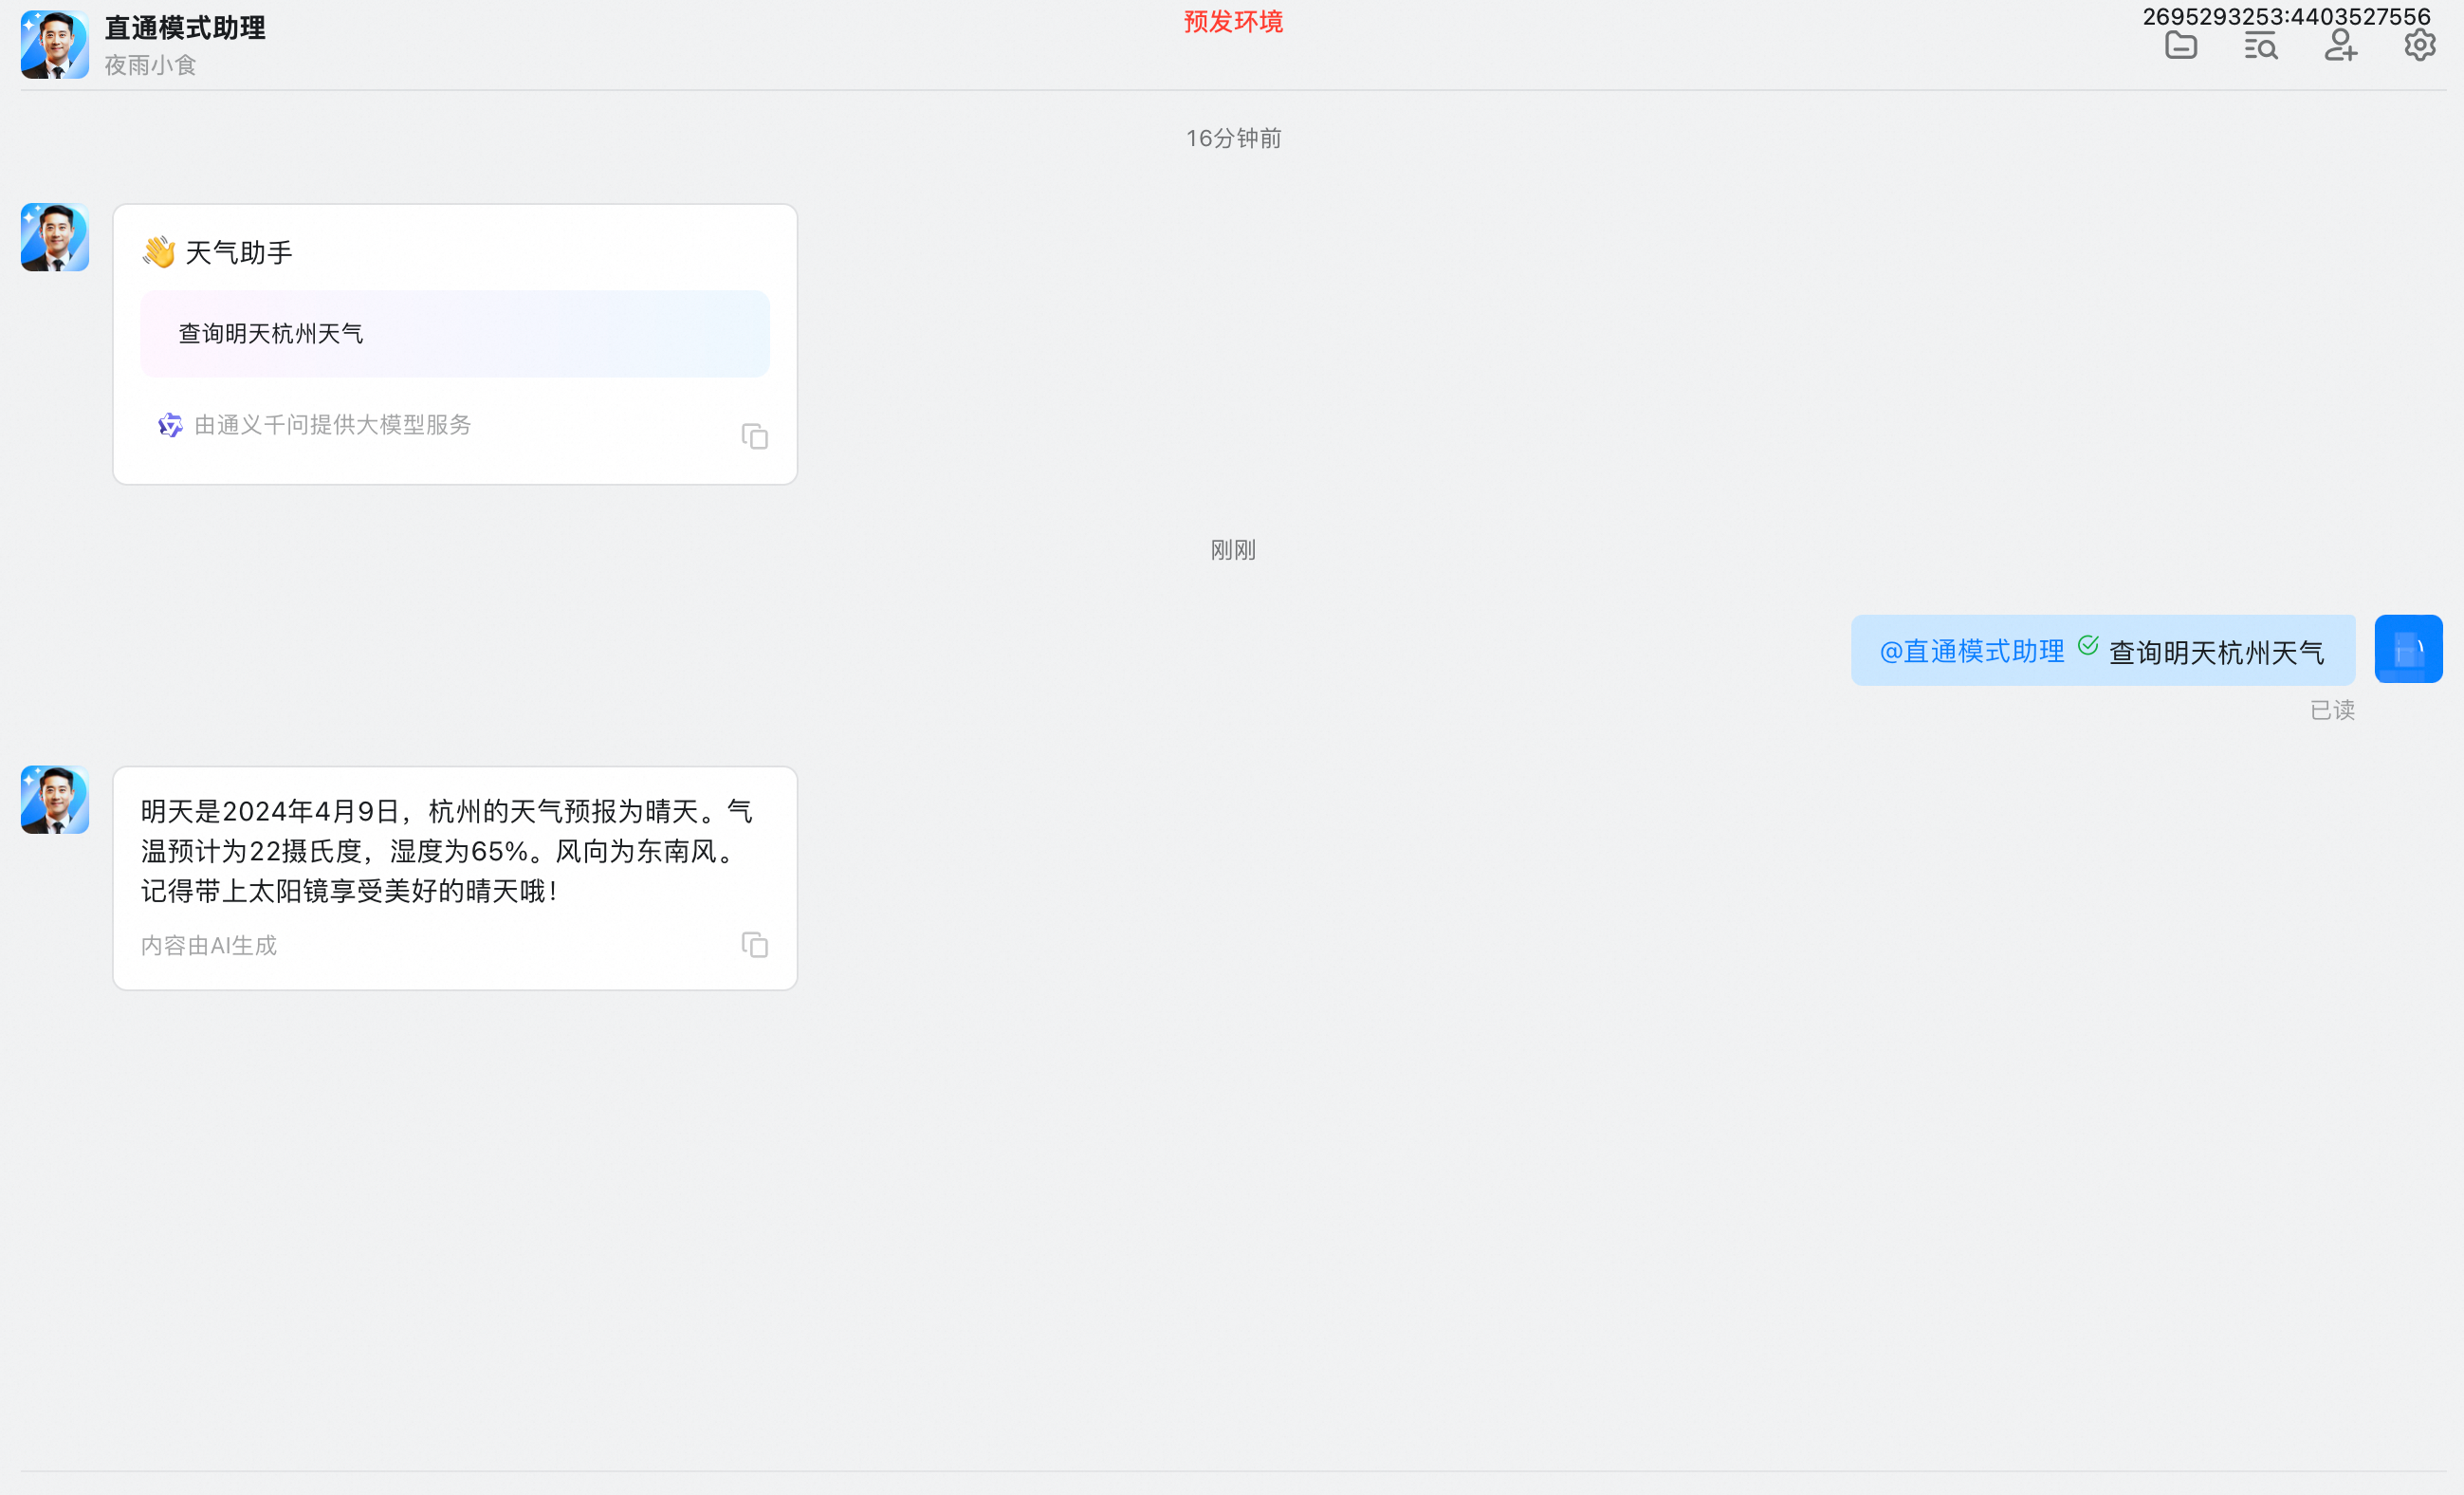 直通模式助理
夜雨小食
预发环境
2695293253:4403527556
16分钟前
👋 天气助手
查询明天杭州天气
由通义千问提供大模型服务
刚刚
@直通模式助理 查询明天杭州天气
已读
明天是2024年4月9日，杭州的天气预报为晴天。气
温预计为22摄氏度，湿度为65%。风向为东南风。
记得带上太阳镜享受美好的晴天哦！
内容由AI生成